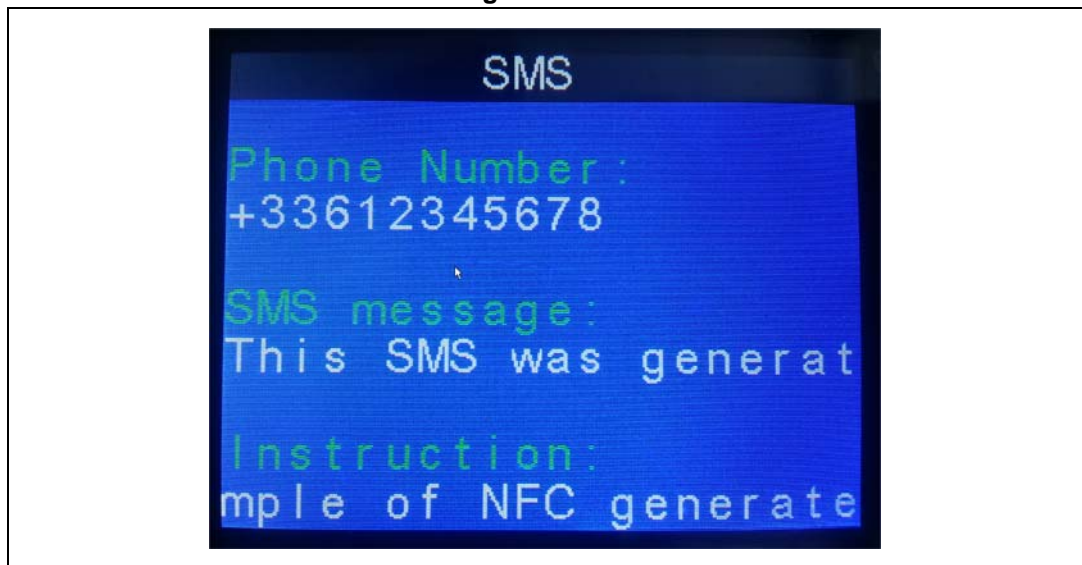 SMS
Phone Number:
+33612345678
SMS message:
This SMS was generat
Instruction:
mple of NFC generate